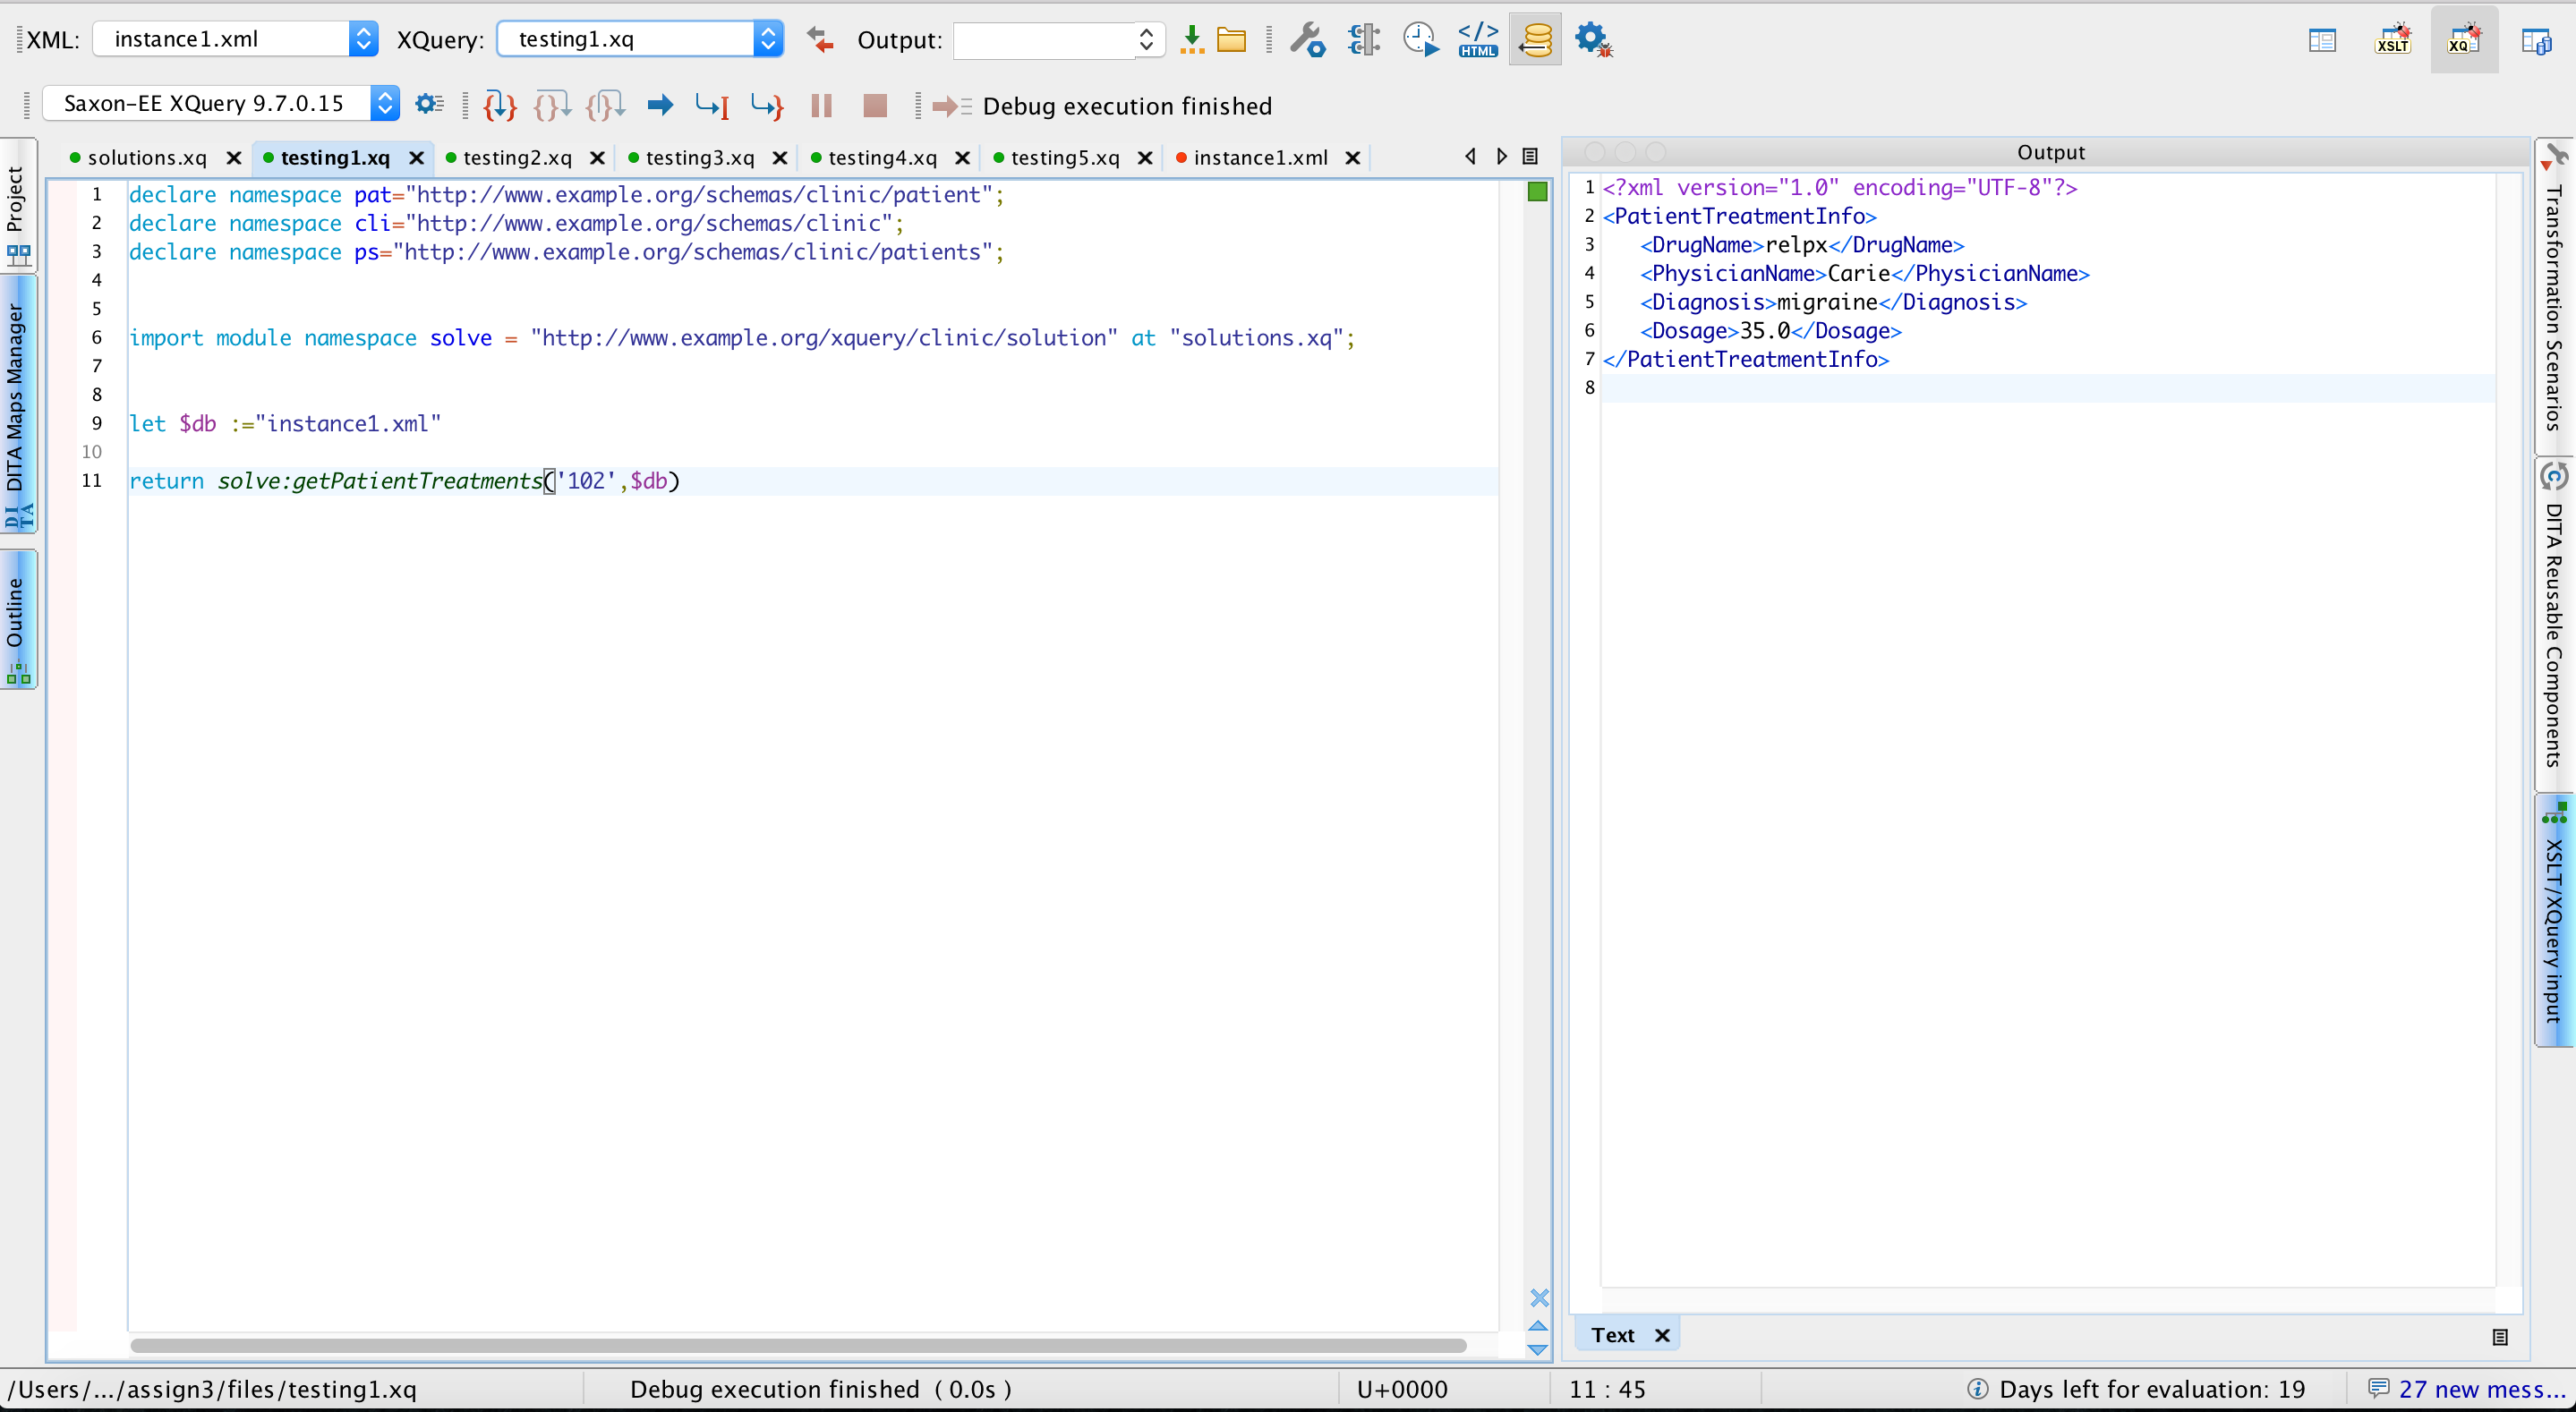 XML: instance1.xml XQuery: testing1.xq Output: HTML XSLT XQ
Saxon-EE XQuery 9.7.0.15 Debug execution finished
solutions.xq testing1.xq testing2.xq testing3.xq testing4.xq testing5.xq instance1.xml
Project
DITA Maps Manager
DITA
Outline
1 declare namespace pat="http://www.example.org/schemas/clinic/patient";
2 declare namespace cli="http://www.example.org/schemas/clinic";
3 declare namespace ps="http://www.example.org/schemas/clinic/patients";
4
5
6 import module namespace solve = "http://www.example.org/xquery/clinic/solution" at "solutions.xq";
7
8
9 let $db :="instance1.xml"
10
11 return solve:getPatientTreatments('102',$db)
Output
1 <?xml version="1.0" encoding="UTF-8"?>
2 <PatientTreatmentInfo>
3 <DrugName>relpx</DrugName>
4 <PhysicianName>Carie</PhysicianName>
5 <Diagnosis>migraine</Diagnosis>
6 <Dosage>35.0</Dosage>
7 </PatientTreatmentInfo>
8
Text
Transformation Scenarios
DITA Reusable Components
XSLT/XQuery input
/Users/.../assign3/files/testing1.xq Debug execution finished (0.0s) U+0000 11 : 45 Days left for evaluation: 19 27 new mess...